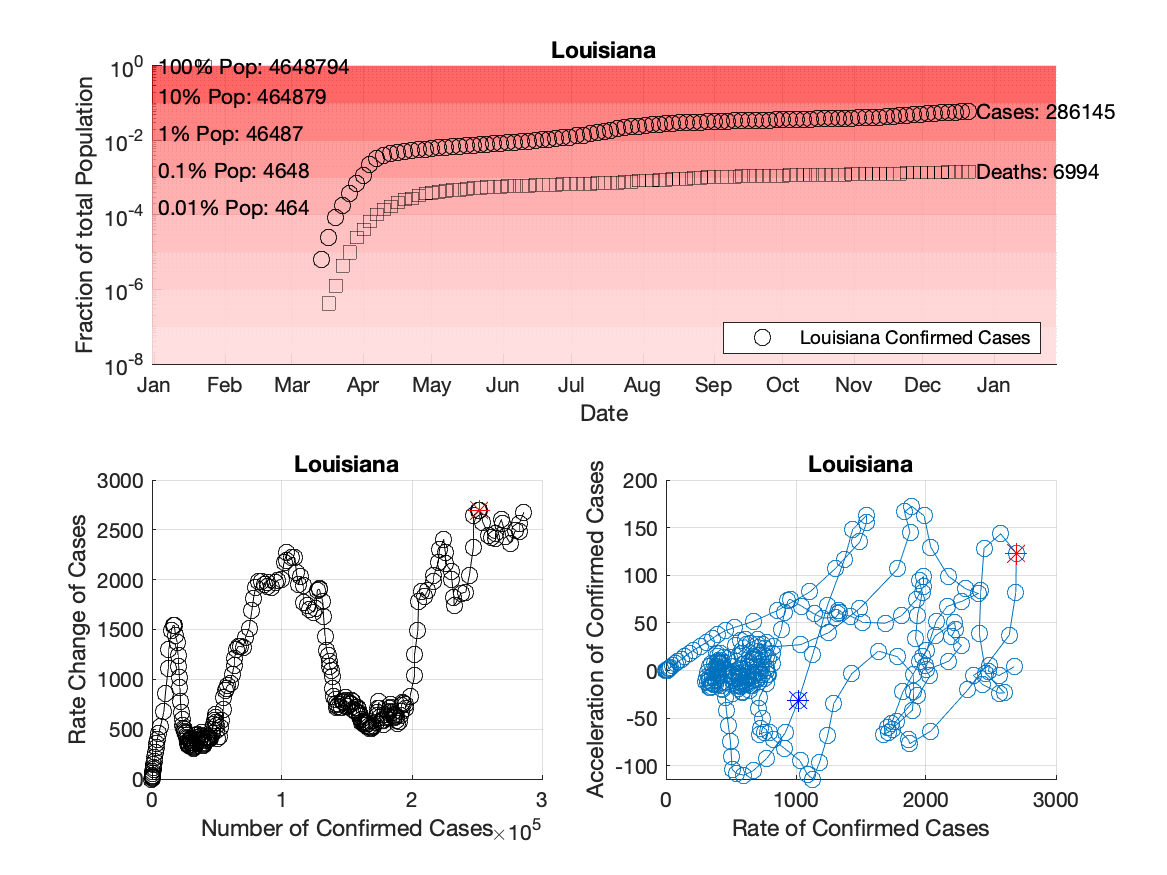 Louisiana
Fraction of total Population
10^0
10^-2
10^-4
10^-6
10^-8
100% Pop: 4648794
10% Pop: 464879
1% Pop: 46487
0.1% Pop: 4648
0.01% Pop: 464
Cases: 286145
Deaths: 6994
Louisiana Confirmed Cases
Jan Feb Mar Apr May Jun Jul Aug Sep Oct Nov Dec Jan
Date
Louisiana
Rate Change of Cases
3000
2500
2000
1500
1000
500
0
0 1 2 3
Number of Confirmed Cases ×10^5
Louisiana
Acceleration of Confirmed Cases
200
150
100
50
0
-50
-100
0 1000 2000 3000
Rate of Confirmed Cases